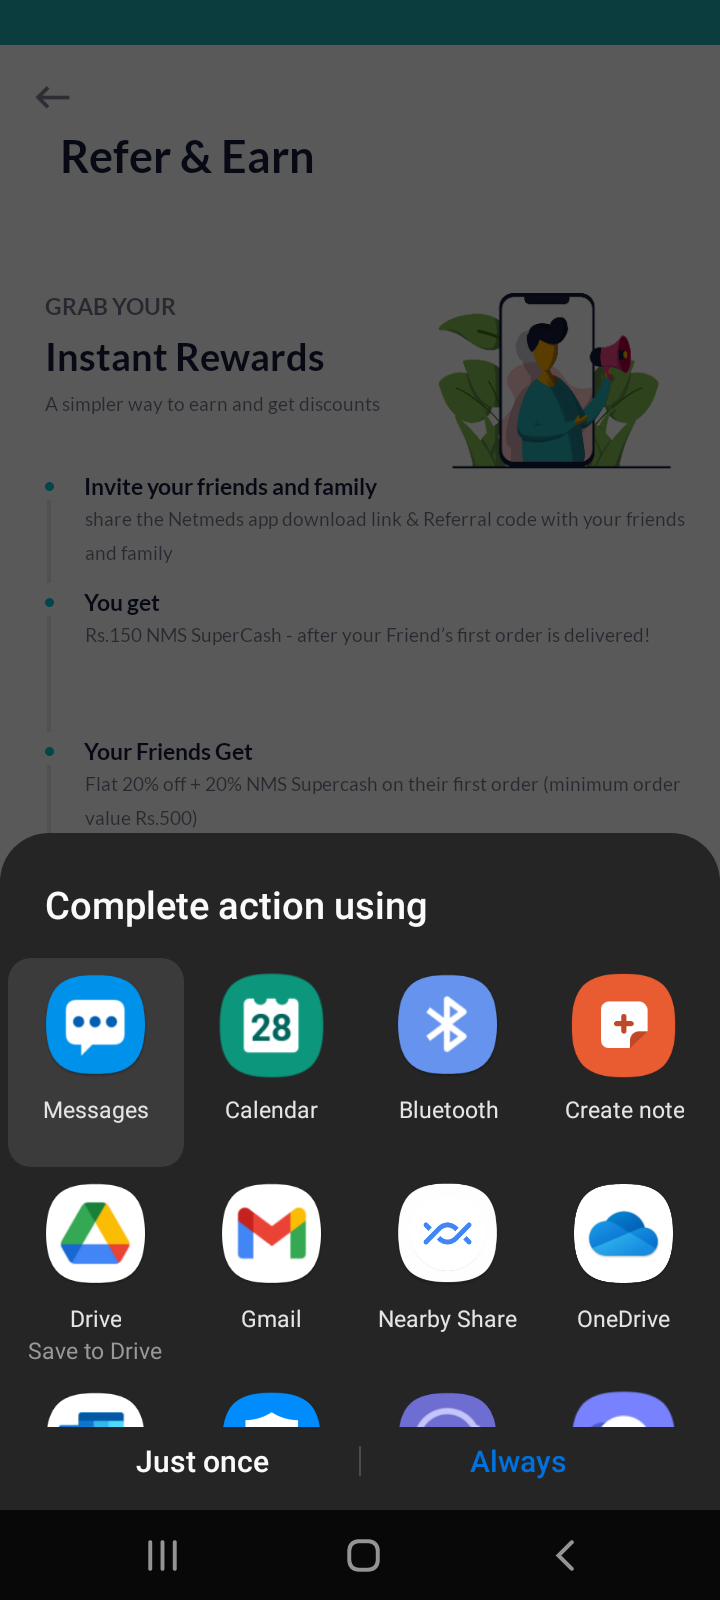 Refer & Earn
GRAB YOUR
Instant Rewards
A simpler way to earn and get discounts
Invite your friends and family
share the Netmeds app download link & Referral code with your friends
and family
You get
Rs.150 NMS SuperCash - after your Friend's first order is delivered!
Your Friends Get
Flat 20% off + 20% NMS Supercash on their first order (minimum order
value Rs.500)
Complete action using
28
Messages
Calendar
Bluetooth
Create note
Drive
Gmail
Nearby Share
OneDrive
Save to Drive
Just once
Always